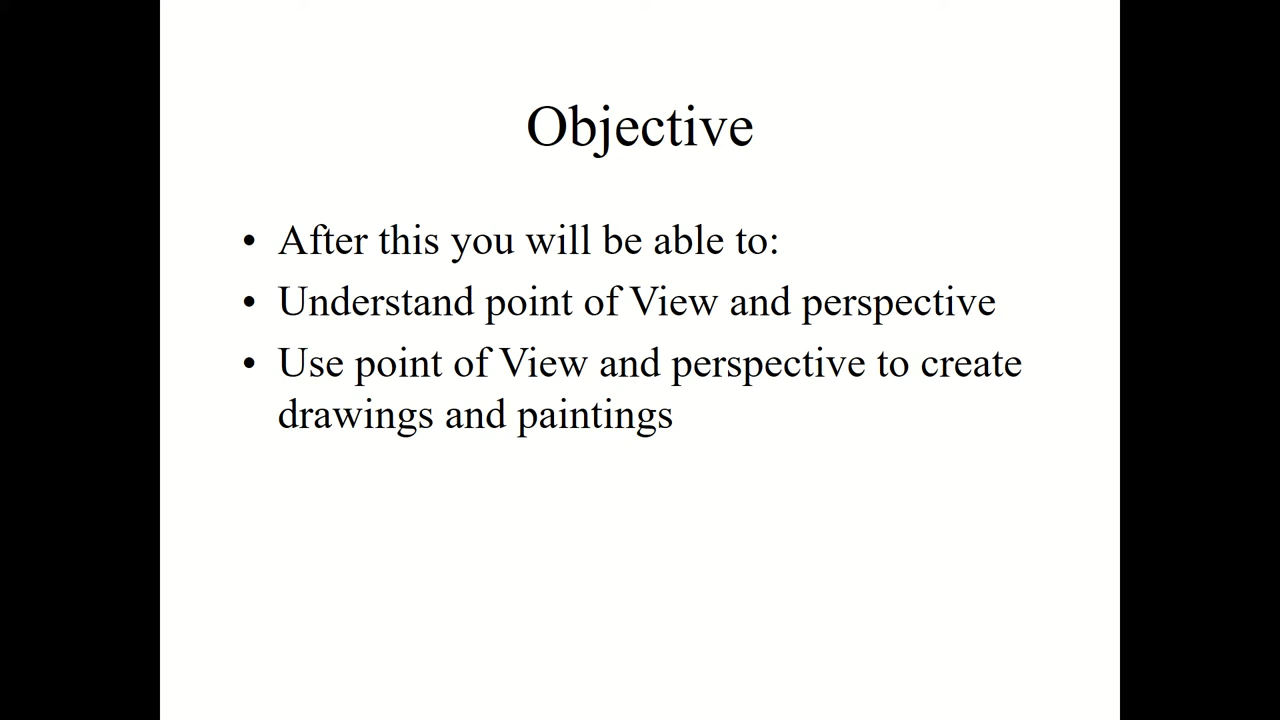 Objective
• After this you will be able to:
• Understand point of View and perspective
• Use point of View and perspective to create
drawings and paintings